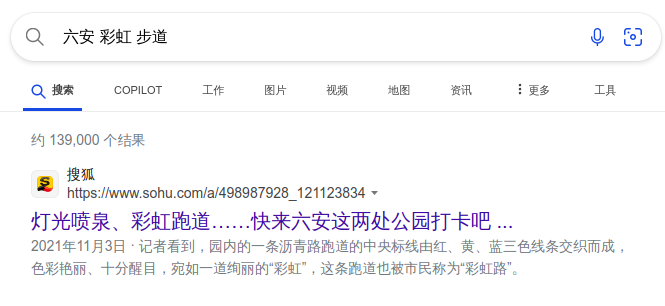 六安 彩虹 步道
搜索 COPILOT 工作 图片 视频 地图 资讯 更多 工具
约 139,000 个结果
搜狐
https://www.sohu.com/a/498987928_121123834
灯光喷泉、彩虹跑道……快来六安这两处公园打卡吧 ...
2021年11月3日 · 记者看到，园内的一条沥青路跑道的中央标线由红、黄、蓝三色线条交织而成，
色彩艳丽、十分醒目，宛如一道绚丽的“彩虹”，这条跑道也被市民称为“彩虹路”。